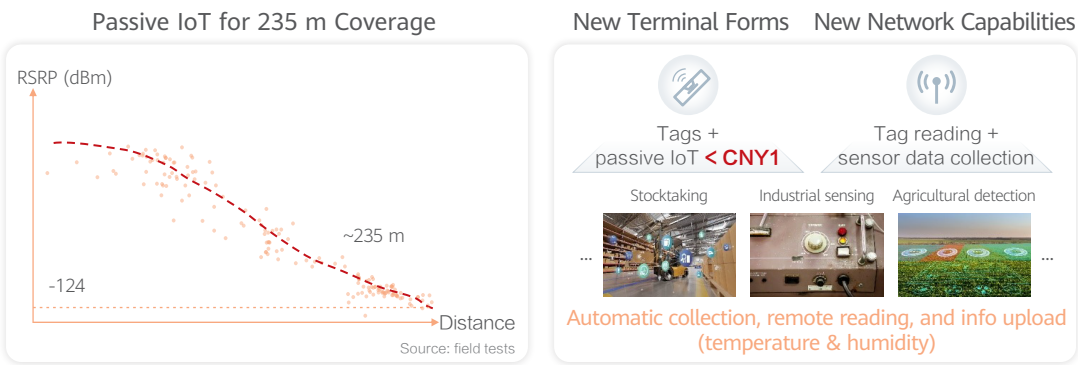 Passive IoT for 235 m Coverage
RSRP (dBm)
~235 m
-124
Distance
Source: field tests
New Terminal Forms
New Network Capabilities
Tags +
passive IoT < CNY1
Tag reading +
sensor data collection
Stocktaking
Industrial sensing
Agricultural detection
...
...
Automatic collection, remote reading, and info upload
(temperature & humidity)